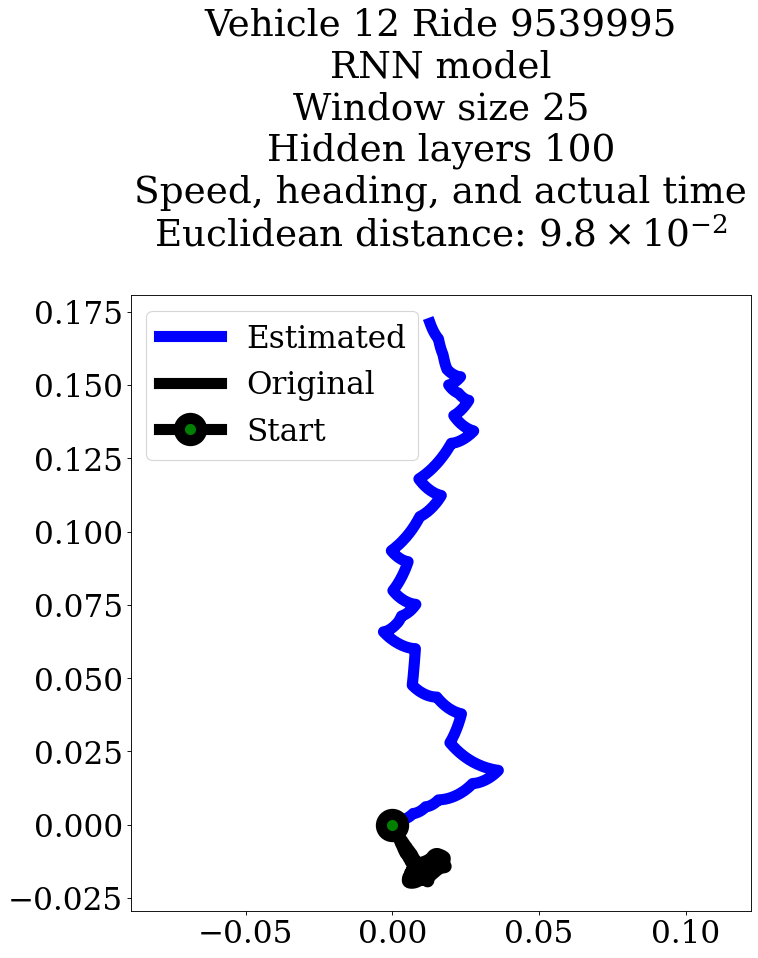 Vehicle 12 Ride 9539995
RNN model
Window size 25
Hidden layers 100
Speed, heading, and actual time
Euclidean distance: 9.8 × 10⁻²
0.175
0.150
0.125
0.100
0.075
0.050
0.025
0.000
−0.025
Estimated
Original
Start
−0.05
0.00
0.05
0.10